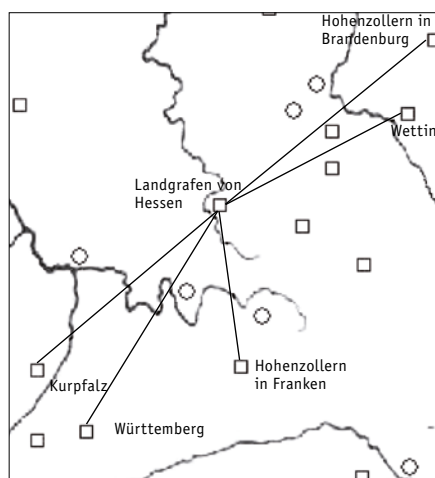 Hohenzollern in
Brandenburg
Wettin
Landgrafen von
Hessen
Hohenzollern
in Franken
Kurpfalz
Württemberg